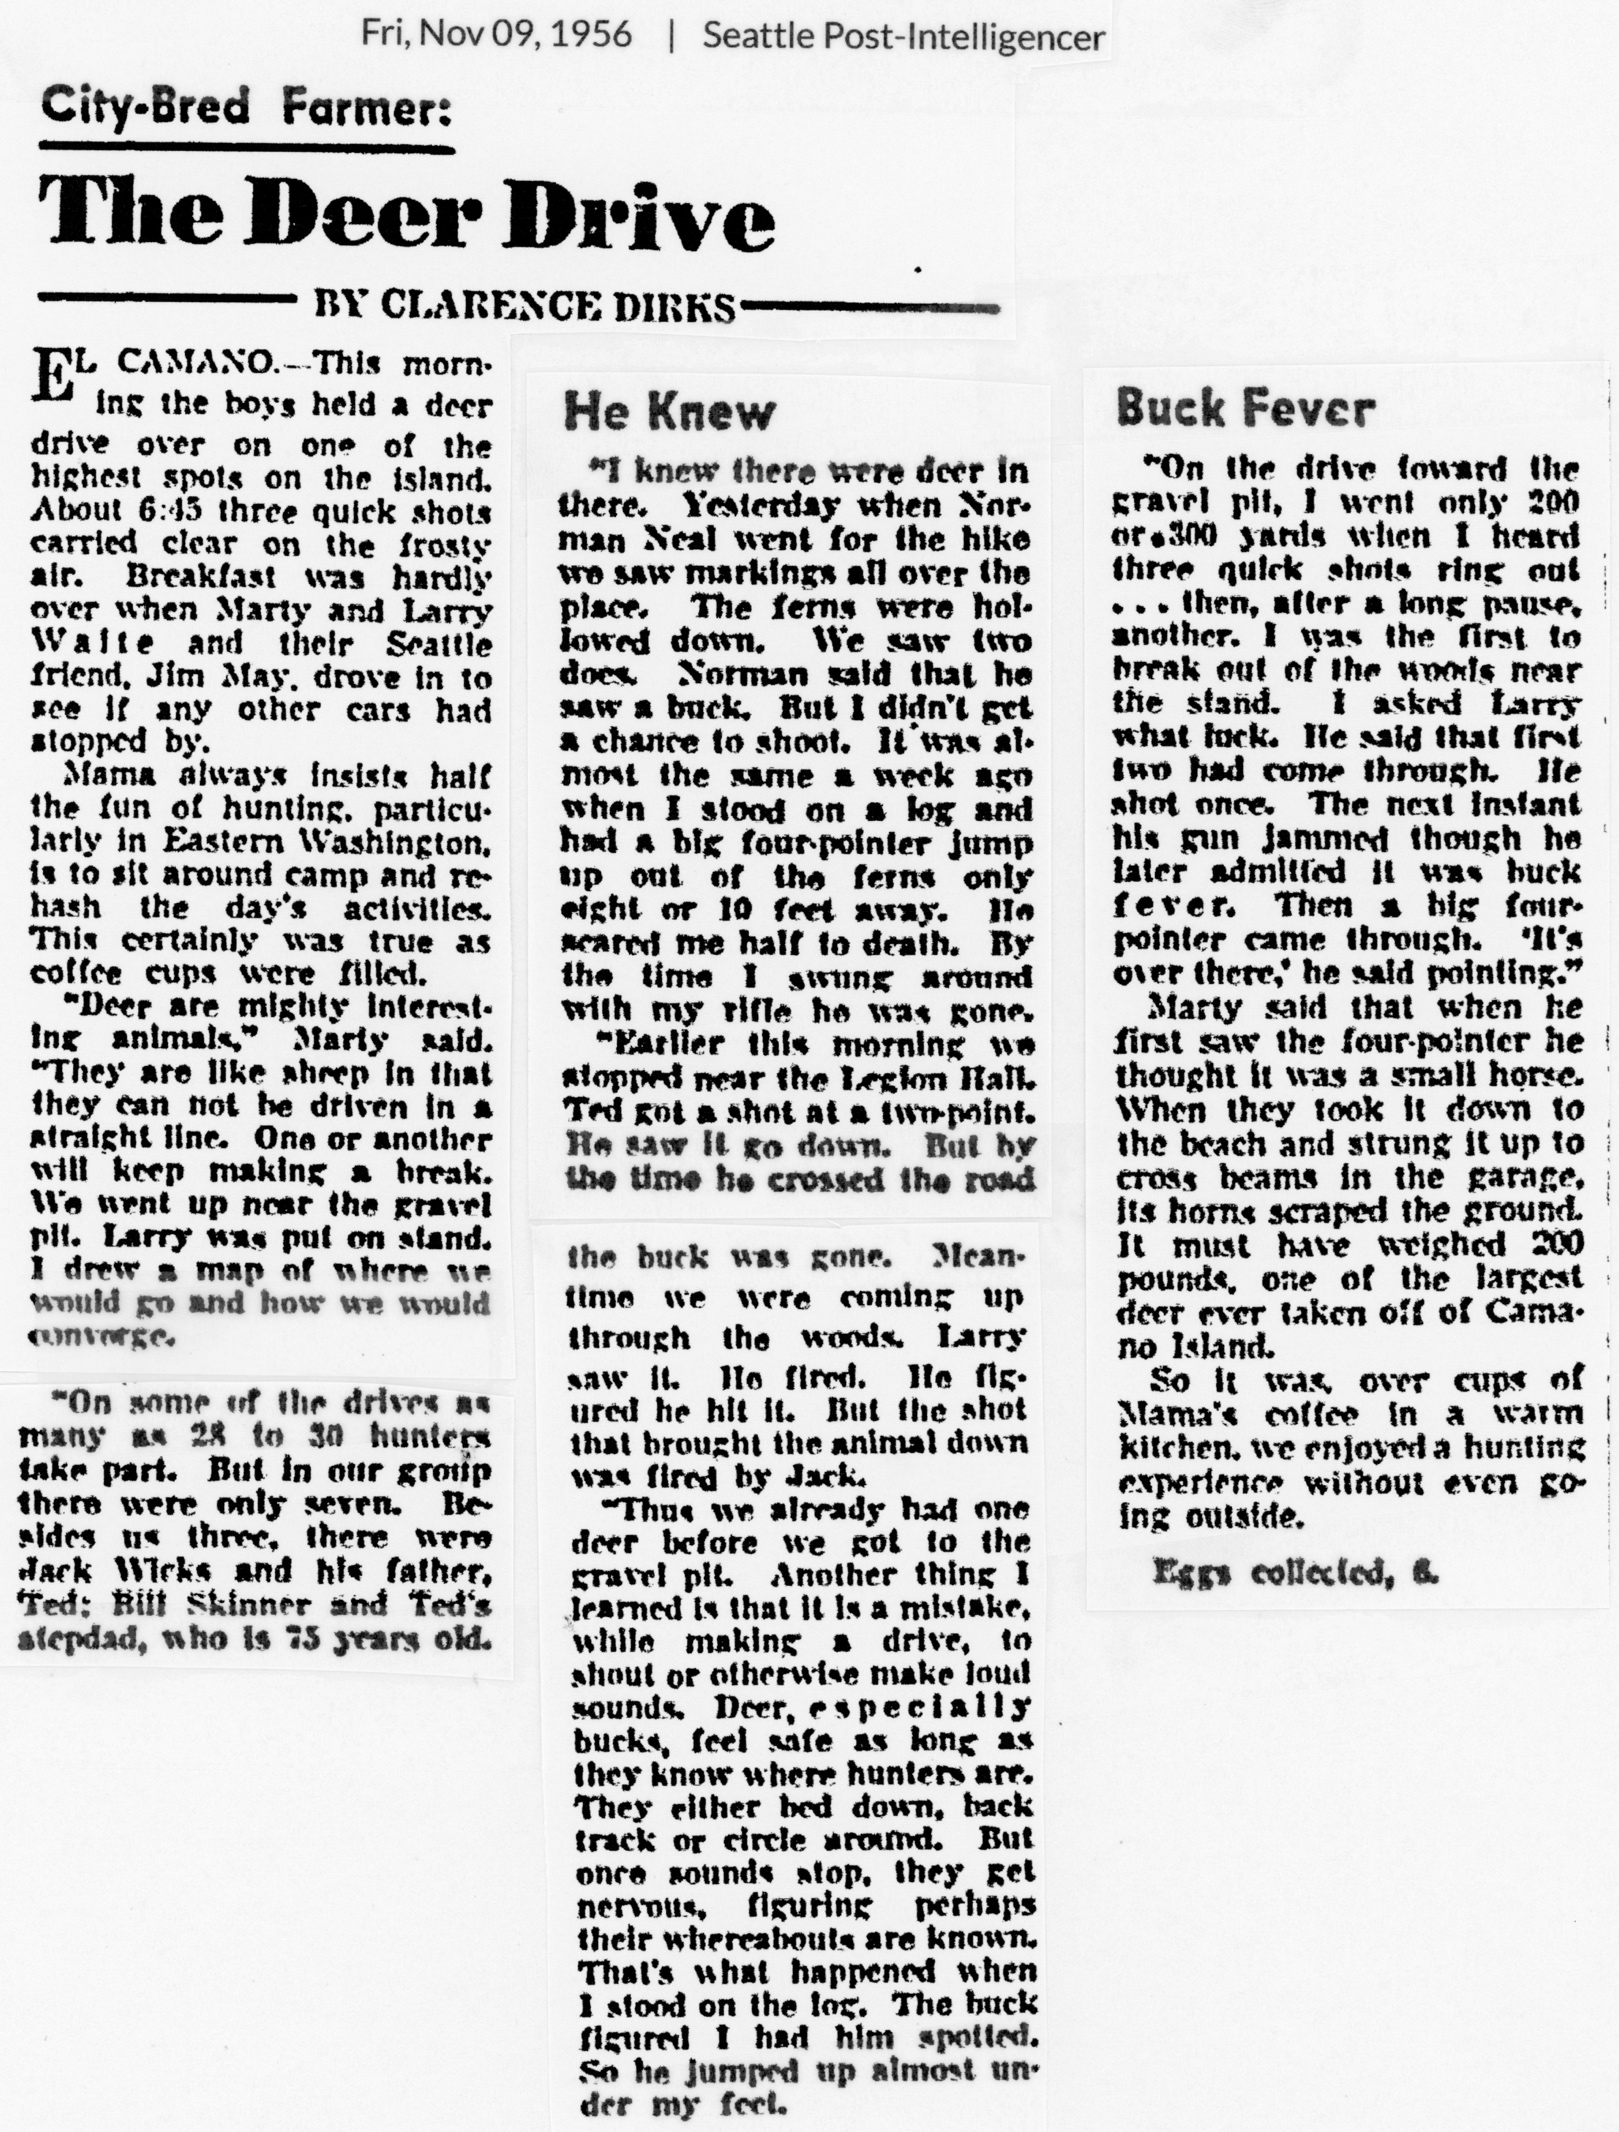 Fri, Nov 09, 1956 | Seattle Post-Intelligencer
City-Bred Farmer:
The Deer Drive
BY CLARENCE DIRKS
EL CAMANO.—This morn-
ing the boys held a deer
drive over on one of the
highest spots on the island.
About 6:45 three quick shots
carried clear on the frosty
air. Breakfast was hardly
over when Marty and Larry
Waite and their Seattle
friend, Jim May, drove in to
see if any other cars had
stopped by.
Mama always insists half
the fun of hunting, particu-
larly in Eastern Washington,
is to sit around camp and re-
hash the day's activities.
This certainly was true as
coffee cups were filled.
"Deer are mighty interest-
ing animals," Marty said.
"They are like sheep in that
they can not be driven in a
straight line. One or another
will keep making a break.
We went up near the gravel
pit. Larry was put on stand.
I drew a map of where we
would go and how we would
converge.
"On some of the drives as
many as 28 to 30 hunters
take part. But in our group
there were only seven. Be-
sides us three, there were
Jack Wicks and his father,
Ted; Bill Skinner and Ted's
stepdad, who is 75 years old.
He Knew
"I knew there were deer in
there. Yesterday when Nor-
man Neal went for the hike
we saw markings all over the
place. The ferns were hol-
lowed down. We saw two
does. Norman said that he
saw a buck. But I didn't get
a chance to shoot. It was al-
most the same a week ago
when I stood on a log and
had a big four-pointer jump
up out of the ferns only
eight or 10 feet away. He
scared me half to death. By
the time I swung around
with my rifle he was gone.
"Earlier this morning we
stopped near the Legion Hall.
Ted got a shot at a two-point.
He saw it go down. But by
the time he crossed the road
the buck was gone. Mean-
time we were coming up
through the woods. Larry
saw it. He fired. He fig-
ured he hit it. But the shot
that brought the animal down
was fired by Jack.
"Thus we already had one
deer before we got to the
gravel pit. Another thing I
learned is that it is a mistake,
while making a drive, to
shout or otherwise make loud
sounds. Deer, especially
bucks, feel safe as long as
they know where hunters are.
They either bed down, back
track or circle around. But
once sounds stop, they get
nervous, figuring perhaps
their whereabouts are known.
That's what happened when
I stood on the log. The buck
figured I had him spotted.
So he jumped up almost un-
der my feet.
Buck Fever
"On the drive toward the
gravel pit, I went only 200
or 300 yards when I heard
three quick shots ring out
. . . then, after a long pause,
another. I was the first to
break out of the woods near
the stand. I asked Larry
what luck. He said that first
two had come through. He
shot once. The next instant
his gun jammed though he
later admitted it was buck
fever. Then a big four-
pointer came through. 'It's
over there,' he said pointing."
Marty said that when he
first saw the four-pointer he
thought it was a small horse.
When they took it down to
the beach and strung it up to
cross beams in the garage,
its horns scraped the ground.
It must have weighed 200
pounds, one of the largest
deer ever taken off of Cama-
no Island.
So it was, over cups of
Mama's coffee in a warm
kitchen, we enjoyed a hunting
experience without even go-
ing outside.
Eggs collected, 6.